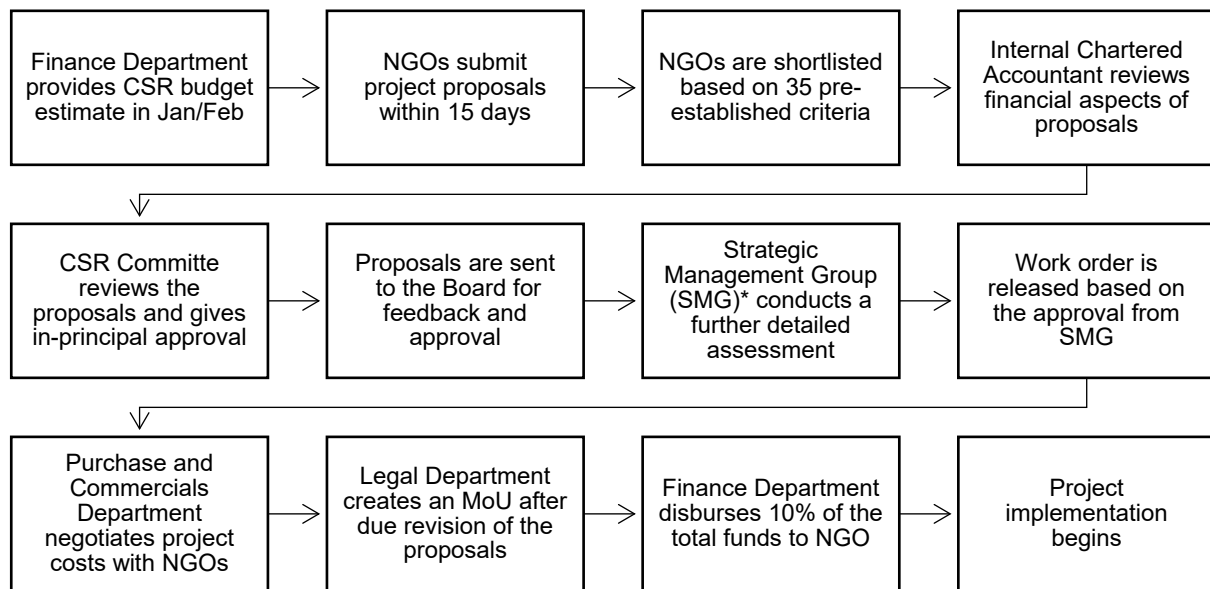 Finance Department
provides CSR budget
estimate in Jan/Feb
NGOs submit
project proposals
within 15 days
NGOs are shortlisted
based on 35 pre-
established criteria
Internal Chartered
Accountant reviews
financial aspects of
proposals
CSR Committe
reviews the
proposals and gives
in-principal approval
Proposals are sent
to the Board for
feedback and
approval
Strategic
Management Group
(SMG)* conducts a
further detailed
assessment
Work order is
released based on
the approval from
SMG
Purchase and
Commercials
Department
negotiates project
costs with NGOs
Legal Department
creates an MoU after
due revision of the
proposals
Finance Department
disburses 10% of the
total funds to NGO
Project
implementation
begins